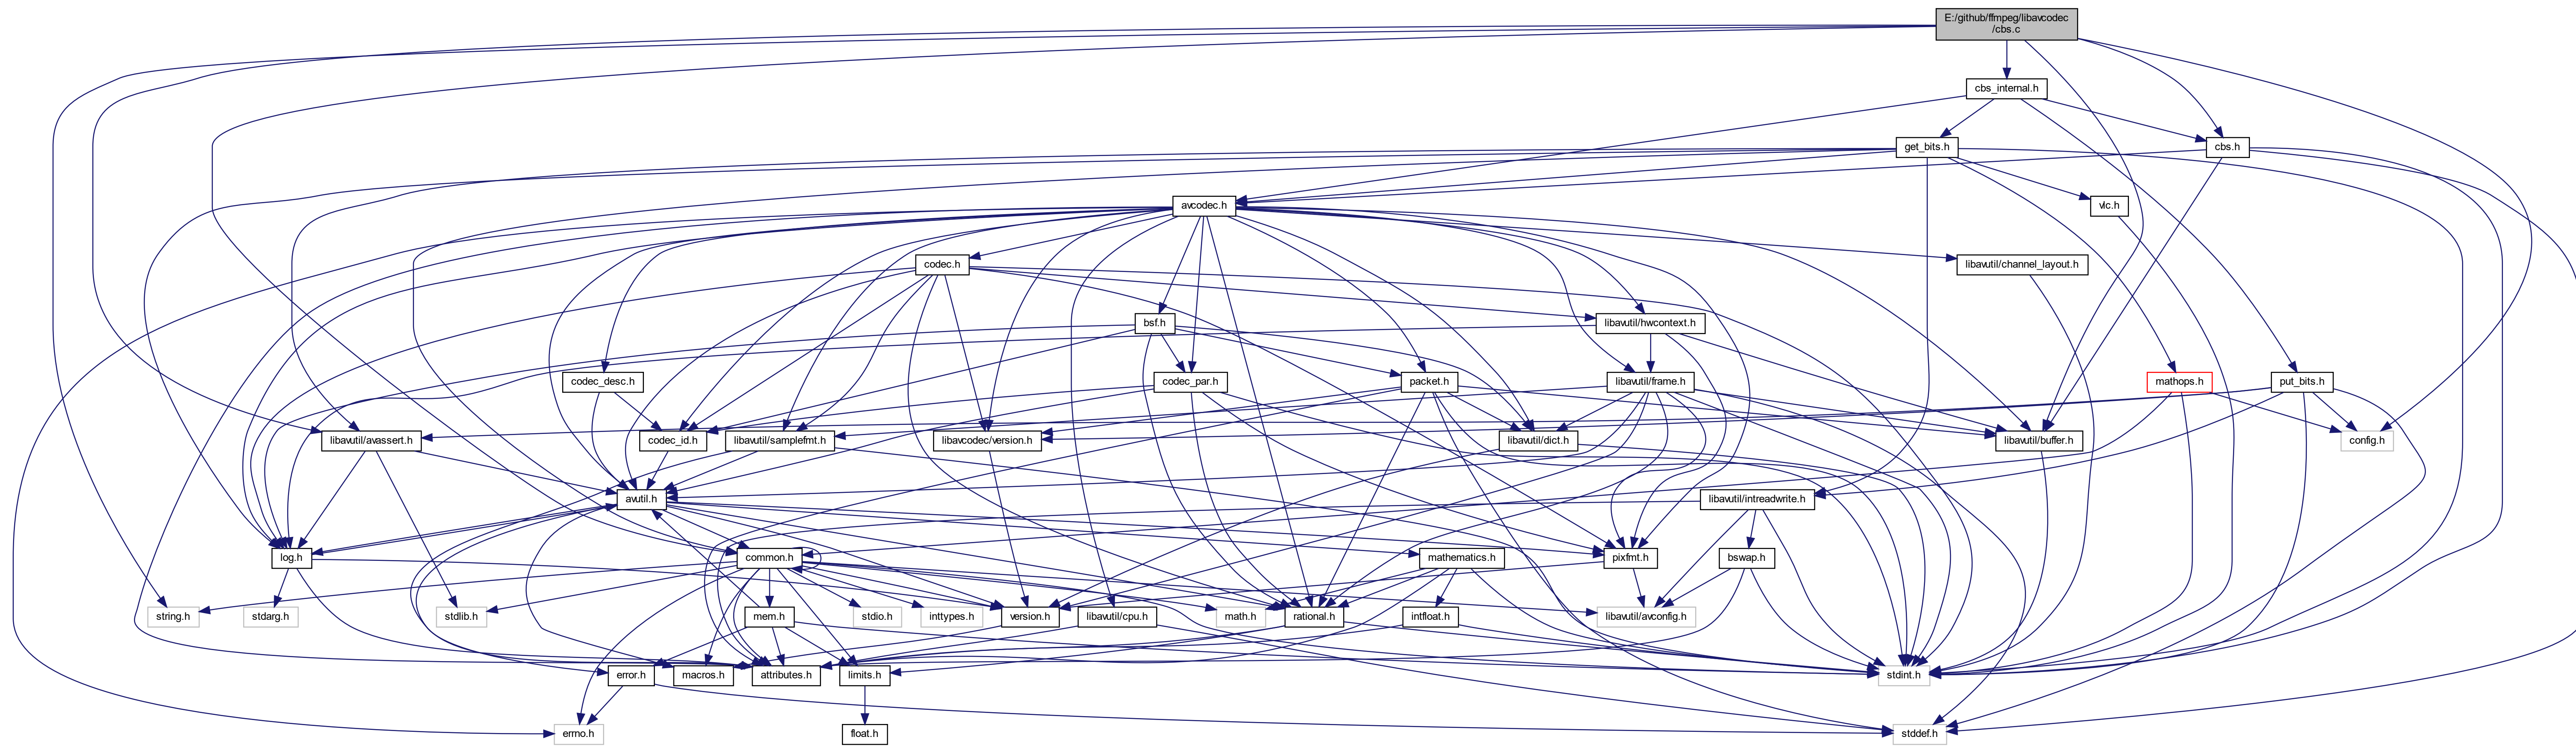 E:/github/ffmpeg/libavcodec
/cbs.c
cbs_internal.h
get_bits.h
cbs.h
avcodec.h
vlc.h
codec.h
libavutil/channel_layout.h
bsf.h
libavutil/hwcontext.h
codec_desc.h
codec_par.h
packet.h
libavutil/frame.h
mathops.h
put_bits.h
libavutil/avassert.h
codec_id.h
libavutil/samplefmt.h
libavcodec/version.h
libavutil/dict.h
libavutil/buffer.h
config.h
avutil.h
libavutil/intreadwrite.h
log.h
common.h
mathematics.h
pixfmt.h
bswap.h
string.h
stdarg.h
stdlib.h
mem.h
stdio.h
inttypes.h
version.h
libavutil/cpu.h
math.h
rational.h
intfloat.h
libavutil/avconfig.h
error.h
macros.h
attributes.h
limits.h
stdint.h
errno.h
float.h
stddef.h